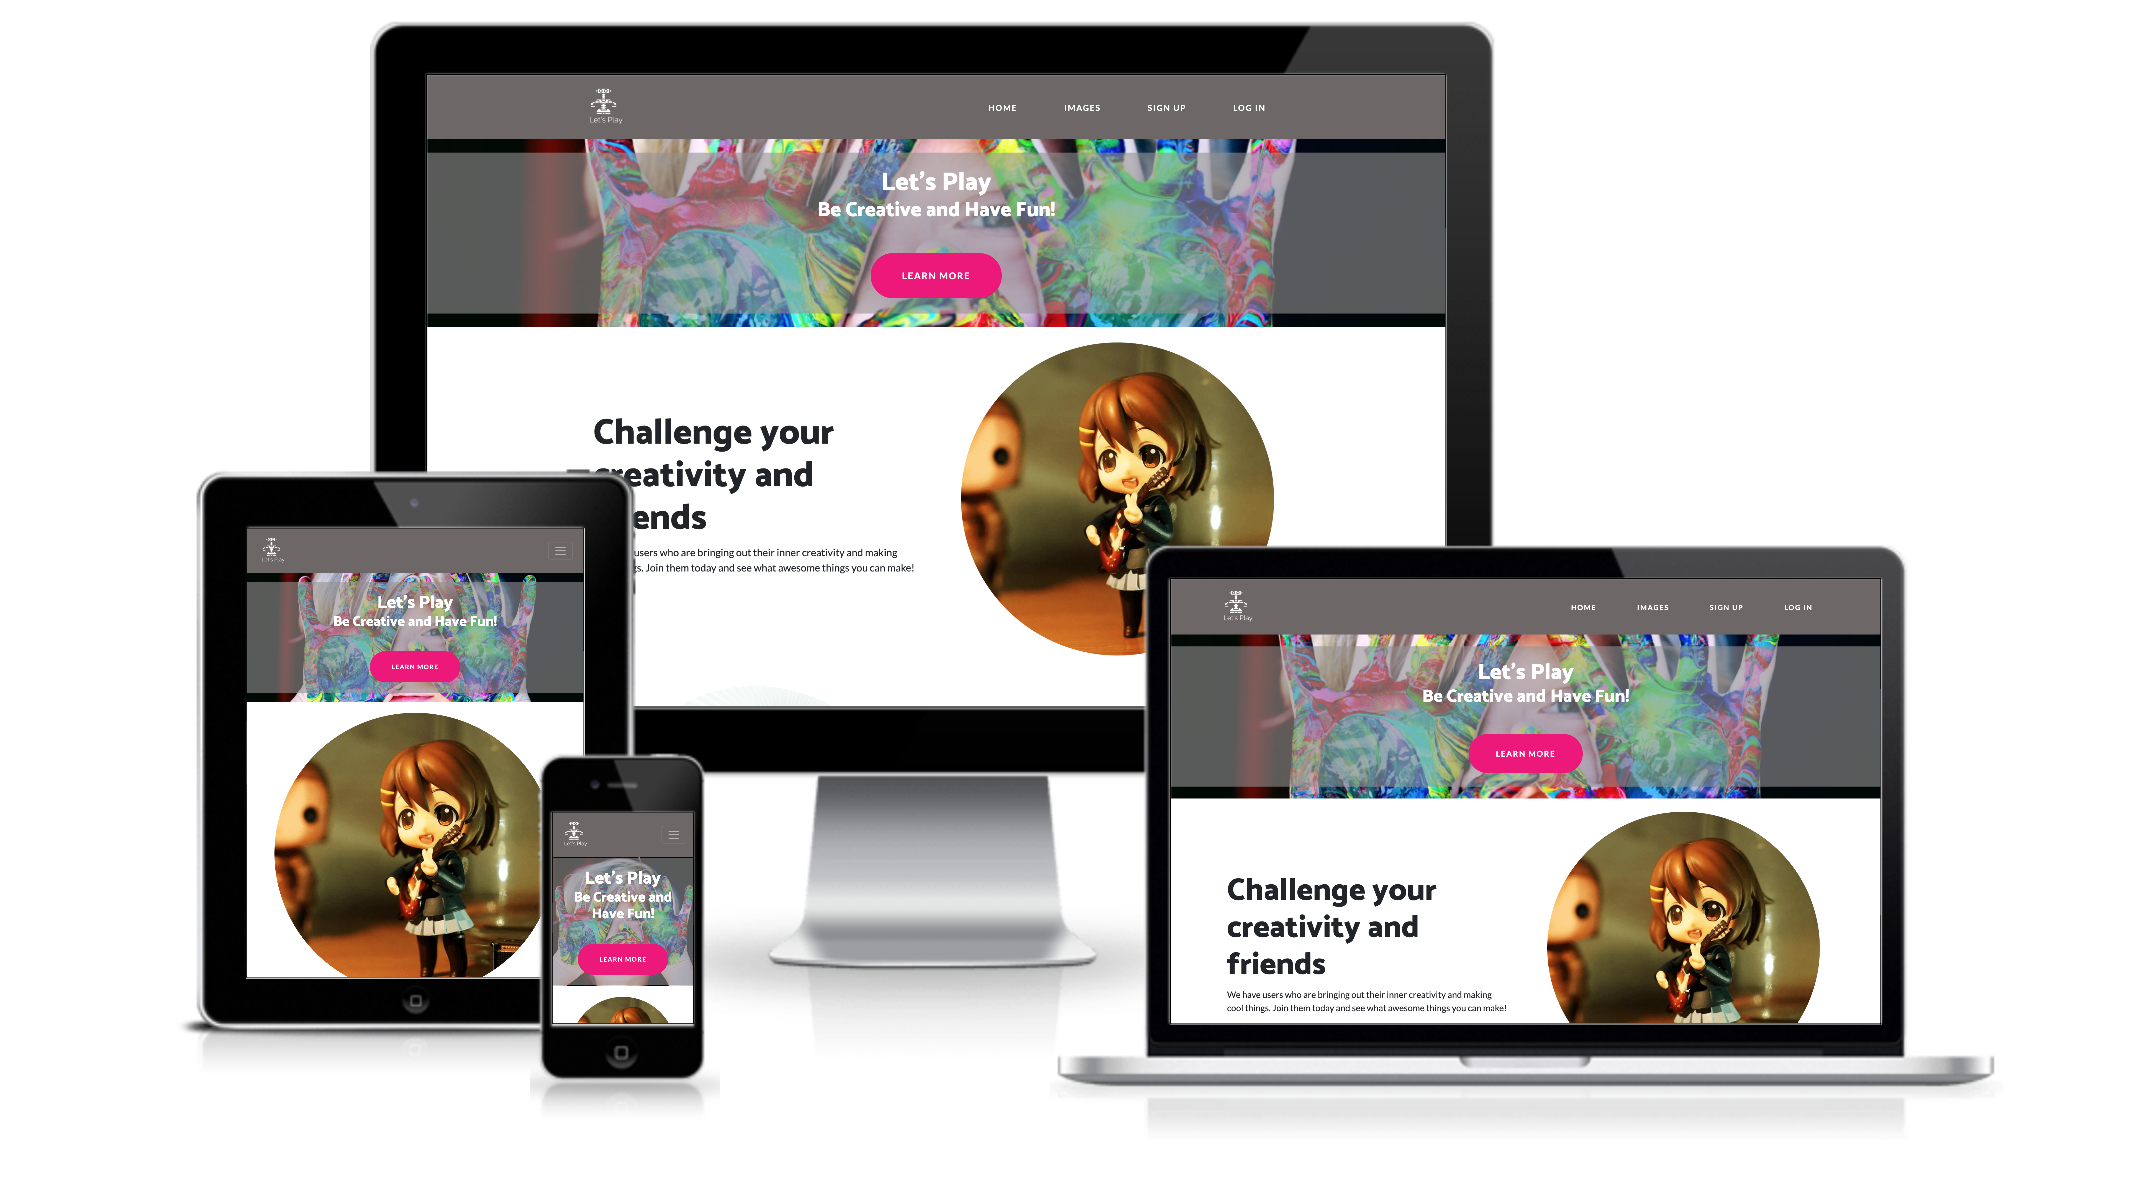 Let's Play
HOME IMAGES SIGN UP LOG IN
Let's Play
Be Creative and Have Fun!
LEARN MORE
Challenge your
creativity and
ends
users who are bringing out their inner creativity and making
gs. Join them today and see what awesome things you can make!
Let's Play
Let's Play
Be Creative and Have Fun!
LEARN MORE
Let's Play
Let's Play
Be Creative and
Have Fun!
LEARN MORE
Let's Play
HOME IMAGES SIGN UP LOG IN
Let's Play
Be Creative and Have Fun!
LEARN MORE
Challenge your
creativity and
friends
We have users who are bringing out their inner creativity and making
cool things. Join them today and see what awesome things you can make!